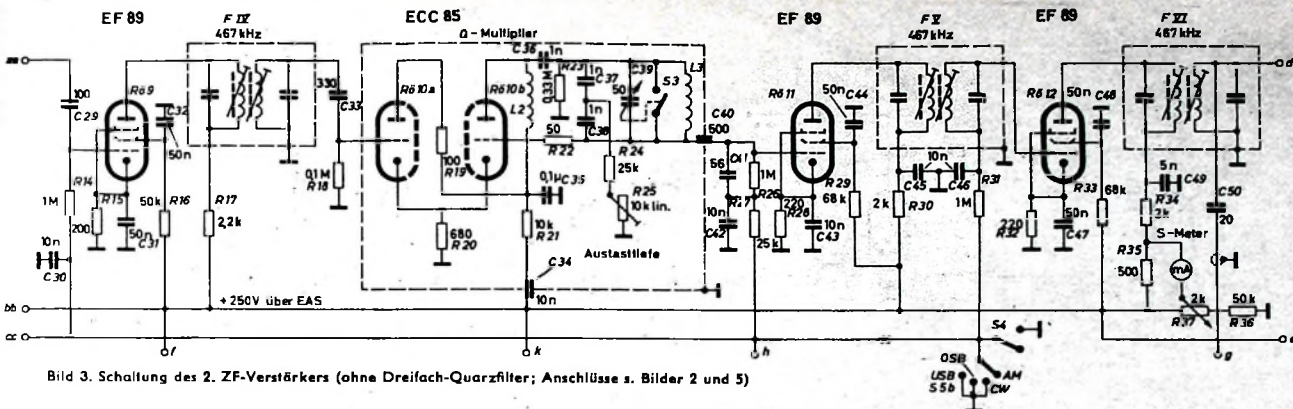 EF 89
F IV
467 kHz
ECC 85
Q-Multiplier
EF 89
F V
467 kHz
EF 89
F VI
467 kHz
100
C29
Rö9
C32
50n
330
C33
Rö10a
Rö10b
L2
C36
1n
R23
0,33M
1n
C37
1n
C38
C39
50
S3
L3
C40
500
Rö11
50n
C44
Rö12
50n
C48
R14
1M
R15
200
50n
C31
50k
R16
R17
2,2k
0,1M
R18
100
R19
50
R22
R24
25k
0,1µ
C35
R25
10k lin.
Austasttiefe
680
R20
10k
R21
C34
10n
10n
C30
56
C41
1M
R26
10n
C42
R27
25k
220
R28
10n
C43
R29
68k
10n
C45
C46
2k
R30
R31
1M
220
R32
50n
C47
R33
68k
5n
C49
R34
2k
C50
20
S-Meter
mA
R35
500
2k
R37
50k
R36
+250V über EAS
aa
bb
cc
d
e
f
k
h
g
S4
OSB
USB
S5b
AM
CW
Bild 3. Schaltung des 2. ZF-Verstärkers (ohne Dreifach-Quarzfilter; Anschlüsse s. Bilder 2 und 5)